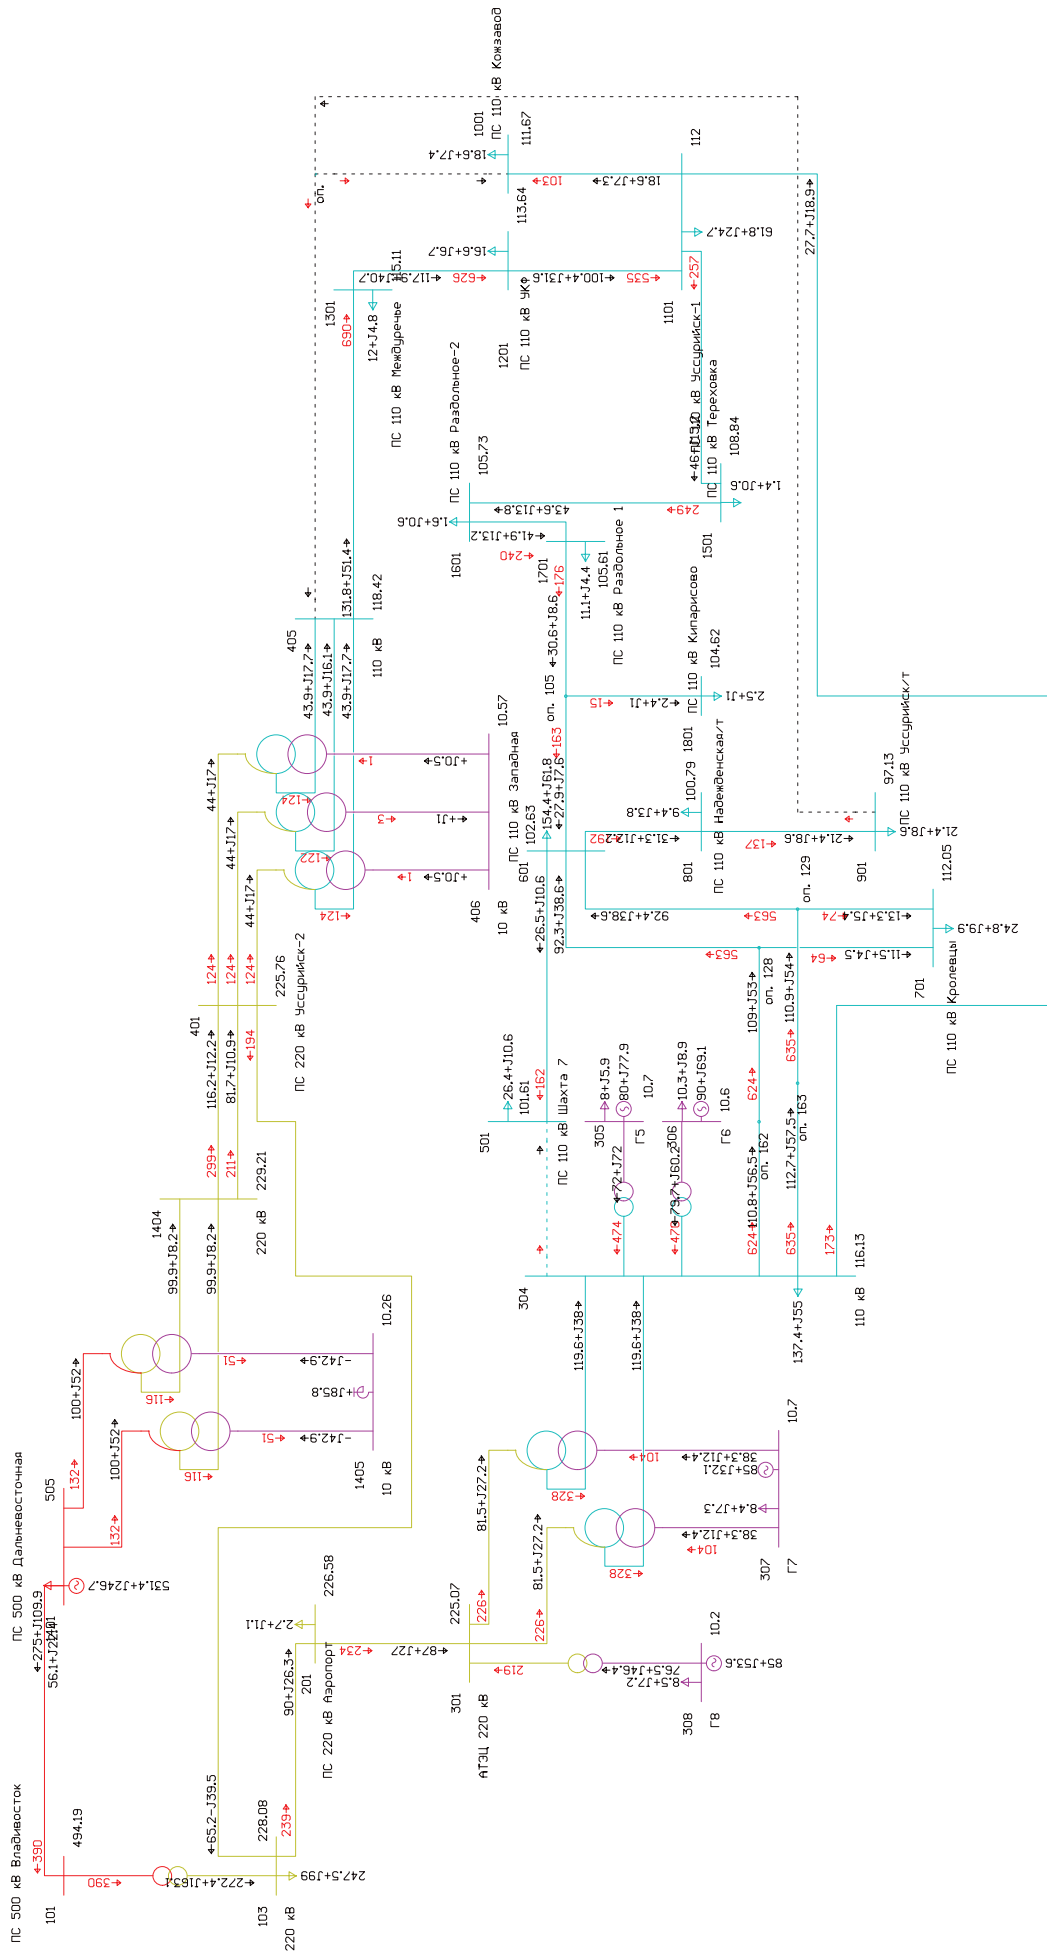 ПС 500 кВ Владивосток
101
494.19
390
390
272.4+J163.1
103
220 кВ
228.08
247.5+J99
239
65.2-J39.5
90+J26.3
ПС 500 кВ Дальневосточная
505
275+J109.9
531.4+J246.7
132
132
100+J52
100+J52
116
116
51
51
-J42.9
-J42.9
+J85.8
10.26
1405
10 кВ
1404
220 кВ
229.21
99.9+J8.2
99.9+J8.2
299
211
116.2+J12.2
81.7+J10.9
194
401
225.76
ПС 220 кВ Уссурийск-2
124
124
124
44+J17
44+J17
44+J17
124
122
124
1
3
1
+J0.5
+J1
+J0.5
406
10 кВ
10.57
405
110 кВ
118.42
43.9+J17.7
43.9+J16.1
43.9+J17.7
131.8+J51.4
201
ПС 220 кВ Аэропорт
226.58
2.7+J1.1
234
87+J27
301
АТЭЦ 220 кВ
225.07
226
226
81.5+J27.2
81.5+J27.2
219
76.5+J46.4
8.5+J7.2
85+J53.6
308
Г8
10.2
328
328
104
104
38.3+J12.4
38.3+J12.4
85+J32.1
8.4+J7.3
307
Г7
10.7
119.6+J38
119.6+J38
304
110 кВ
116.13
137.4+J55
474
72+J72
305
Г5
10.7
8+J5.9
80+J77.9
79.7+J60.2
306
Г6
10.6
10.3+J8.9
90+J69.1
624
635
173
110.8+J56.5
112.7+J57.5
оп. 162
оп. 163
624
635
109+J53
110.9+J54
оп. 128
оп. 129
501
ПС 110 кВ Шахта 7
101.61
26.4+J10.6
162
26.5+J10.6
601
ПС 110 кВ Западная
102.63
154.4+J61.8
92.3+J38.6
92.4+J38.6
563
563
74
64
13.3+J5.4
11.5+J4.5
701
ПС 110 кВ Кролевцы
112.05
24.8+J9.9
292
31.3+J12.2
801
ПС 110 кВ Надежденская/т
100.79
9.4+J3.8
137
21.4+J8.6
901
ПС 110 кВ Уссурийск/т
97.13
21.4+J8.6
163
27.9+J7.6
оп. 105
15
2.4+J1
1801
ПС 110 кВ Кипарисово
104.62
2.5+J1
176
30.6+J8.6
1701
ПС 110 кВ Раздольное 1
105.61
11.1+J4.4
240
41.9+J13.2
1601
ПС 110 кВ Раздольное-2
105.73
1.6+J0.6
43.6+J13.8
249
1501
ПС 110 кВ Тереховка
108.84
1.4+J0.6
257
1101
ПС 110 кВ Уссурийск-1
112
61.8+J24.7
27.7+J18.9
535
100.4+J31.6
1201
ПС 110 кВ УКФ
113.64
16.6+J6.7
626
117.9+J40.7
1301
ПС 110 кВ Междуречье
115.11
12+J4.8
690
оп.
1001
ПС 110 кВ Кожзавод
111.67
18.6+J7.4
103
18.6+J7.3